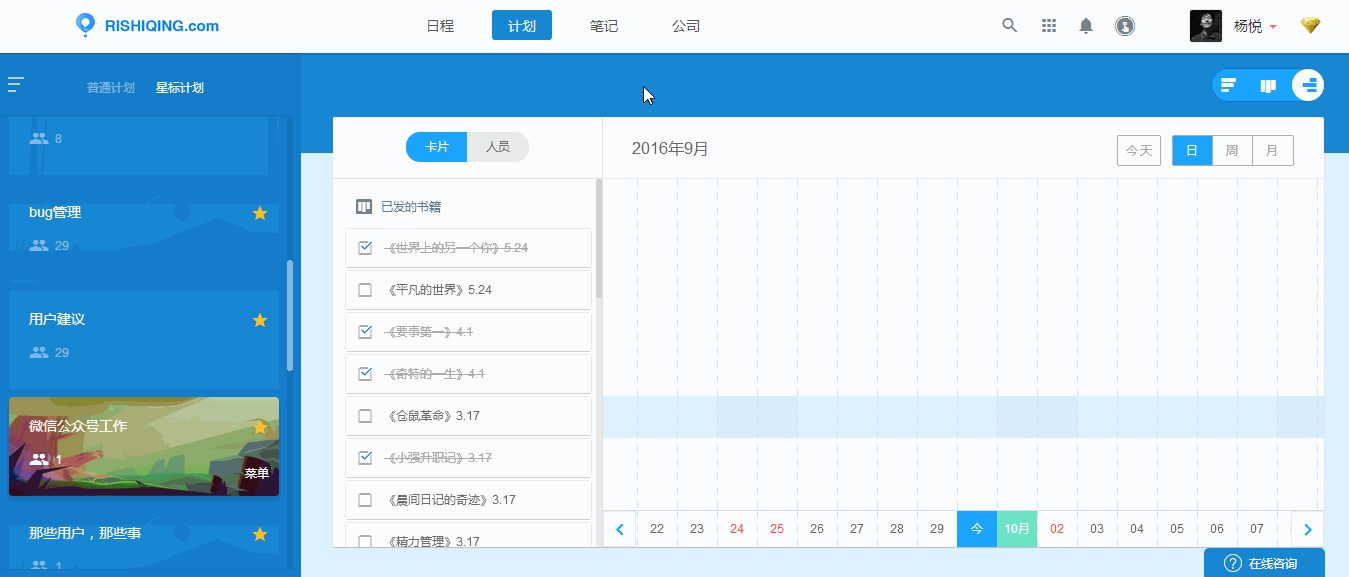 RISHIQING.com 日程 计划 笔记 公司 杨悦
普通计划 星标计划
8
bug管理
29
用户建议
29
微信公众号工作
1
菜单
那些用户，那些事
1
卡片 人员
2016年9月 今天 日 周 月
已发的书籍
《世界上的另一个你》5.24
《平凡的世界》5.24
《要事第一》4.1
《奇特的一生》4.1
《仓鼠革命》3.17
《小强升职记》3.17
《晨间日记的奇迹》3.17
《精力管理》3.17
22 23 24 25 26 27 28 29 今 10月 02 03 04 05 06 07
在线咨询